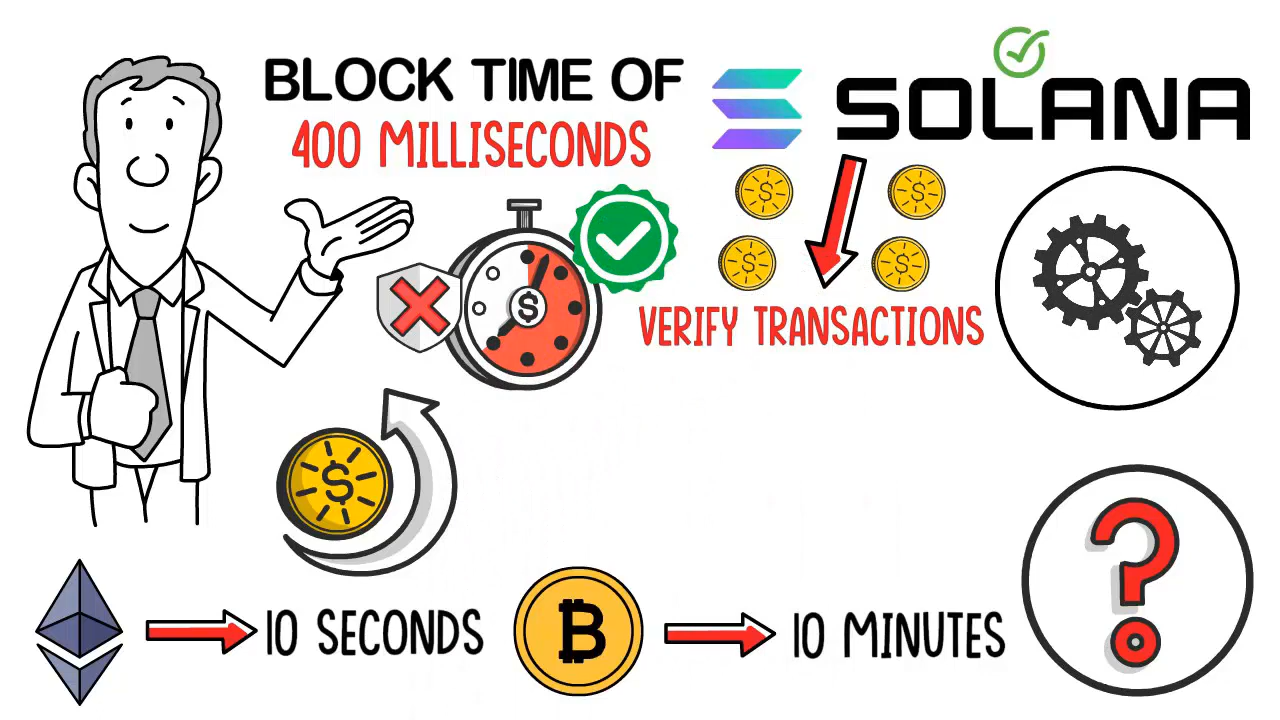 BLOCK TIME OF
400 MILLISECONDS
SOLANA
VERIFY TRANSACTIONS
10 SECONDS
10 MINUTES
?